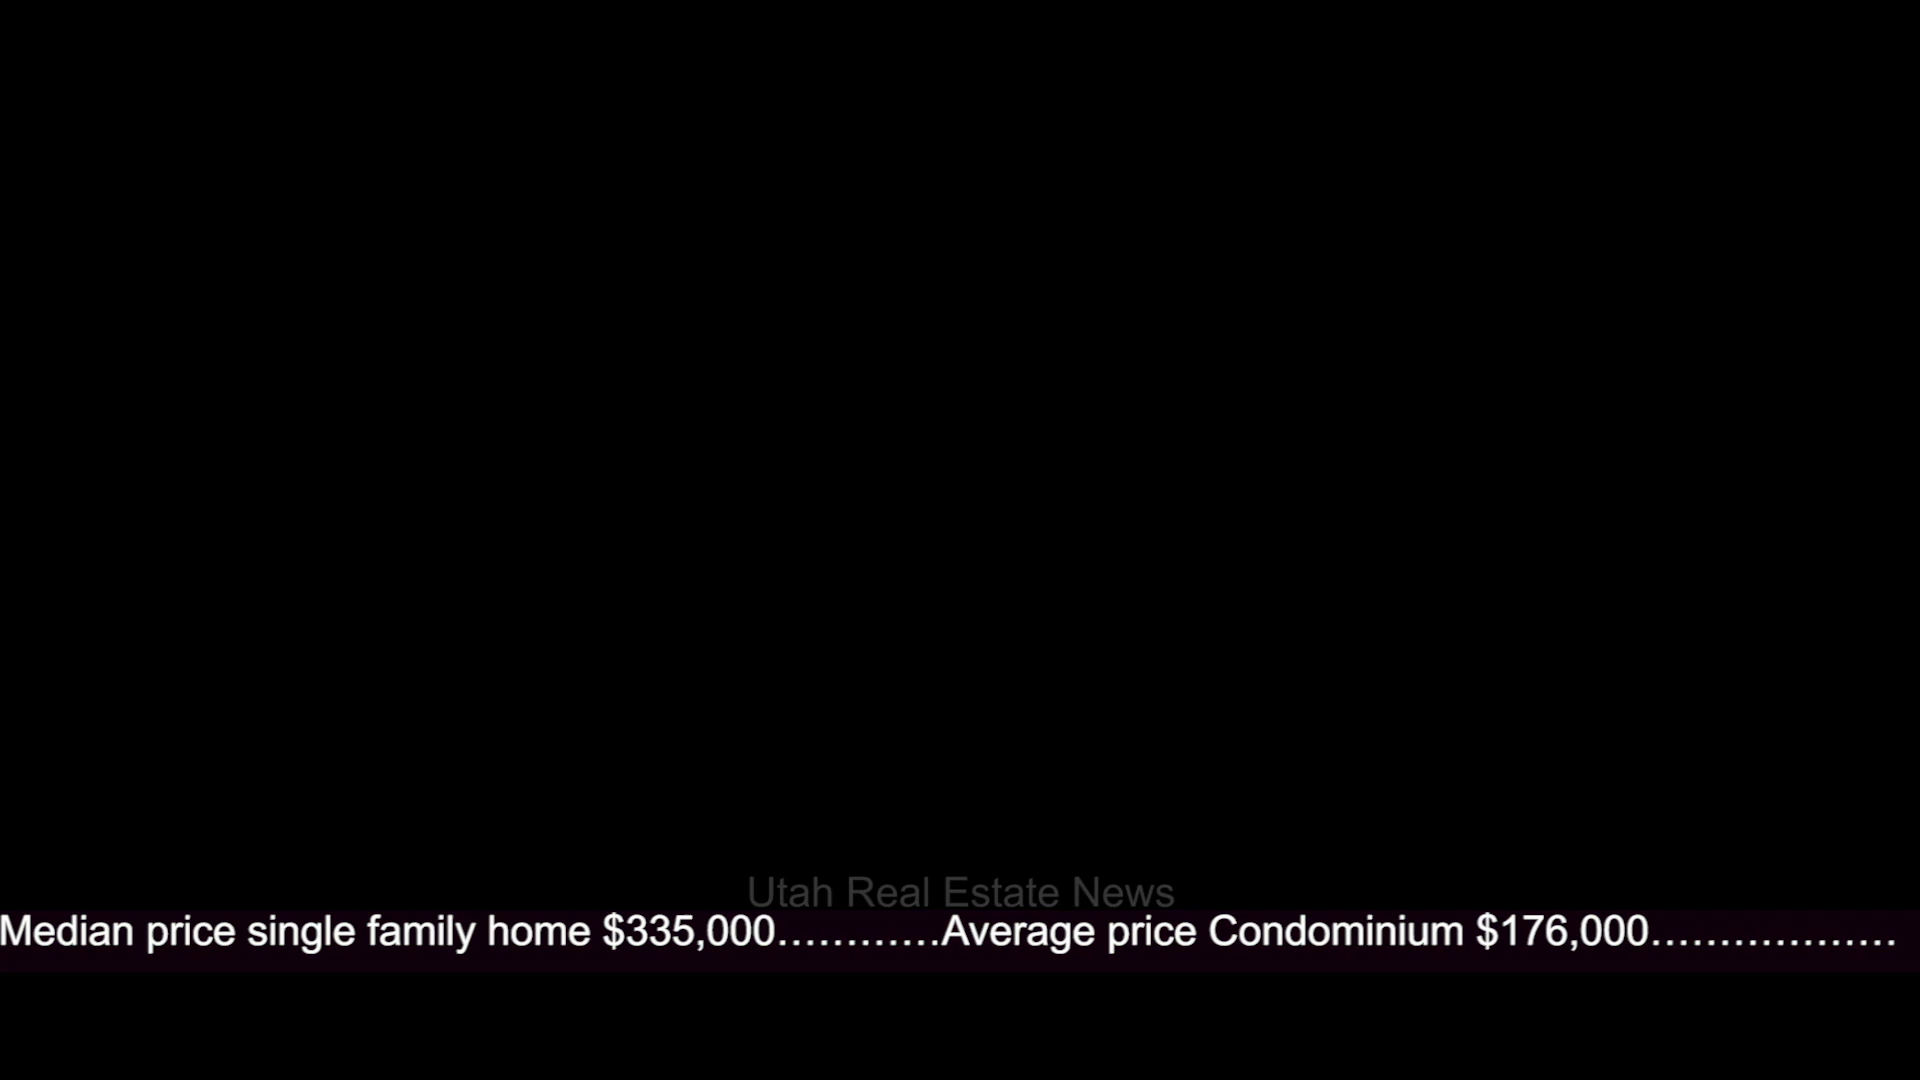 Utah Real Estate News
Median price single family home $335,000............Average price Condominium $176,000..................